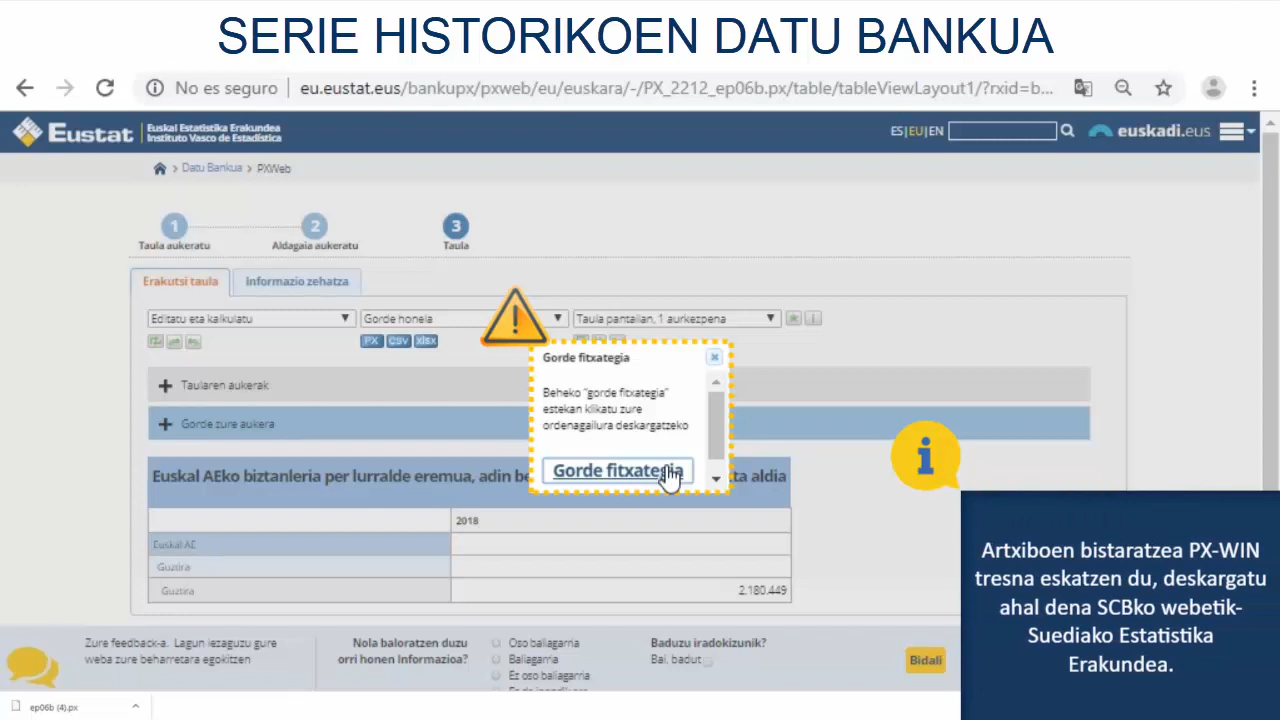 SERIE HISTORIKOEN DATU BANKUA
No es seguro | eu.eustat.eus/bankupx/pxweb/eu/euskara/-/PX_2212_ep06b.px/table/tableViewLayout1/?rxid=b...
Eustat
Euskal Estatistika Erakundea
Instituto Vasco de Estadística
ES|EU|EN
euskadi.eus
> Datu Bankua > PXWeb
1 2 3
Taula aukeratu Aldagaia aukeratu Taula
Erakutsi taula Informazio zehatza
Editatu eta kalkulatu Gorde honela Taula pantailan, 1 aurkezpena
PX CSV xlsx
Gorde fitxategia
Beheko "gorde fitxategia"
estekan klikatu zure
ordenagailura deskargatzeko
Gorde fitxategia
+ Taularen aukerak
+ Gorde zure aukera
Euskal AEko biztanleria per lurralde eremua, adin be
ta aldia
2018
Euskal AE
Guztira
Guztira 2.180.449
Artxiboen bistaratzea PX-WIN
tresna eskatzen du, deskargatu
ahal dena SCBko webetik-
Suediako Estatistika
Erakundea.
Zure feedback-a. Lagun iezaguzu gure
weba zure beharretara egokitzen
Nola baloratzen duzu
orri honen informazioa?
Oso baliagarria
Baliagarria
Ez oso baliagarria
Baduzu iradokizunik?
Bai, badut
Bidali
ep06b (4).px